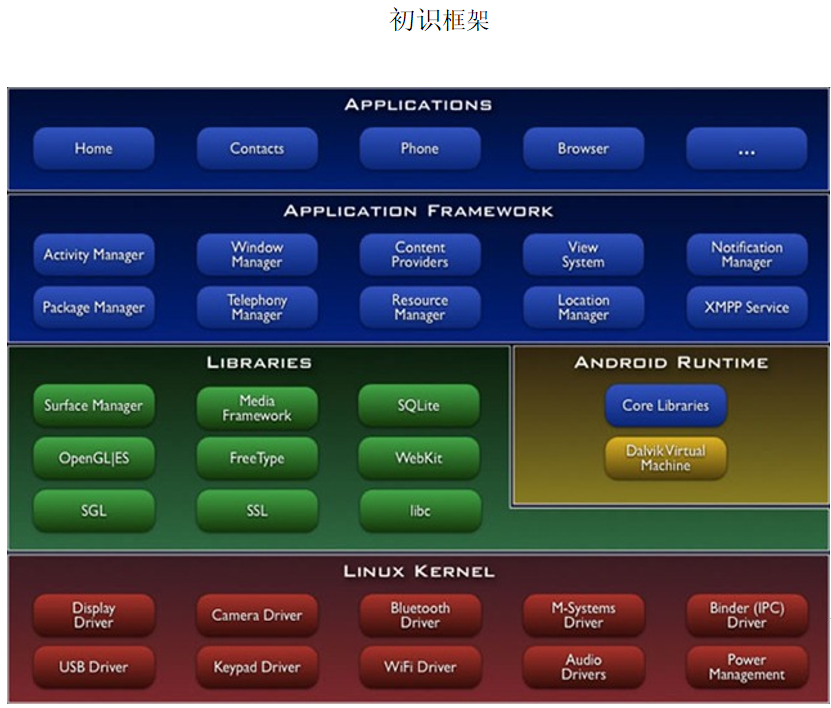 初识框架
APPLICATIONS
Home
Contacts
Phone
Browser
...
APPLICATION FRAMEWORK
Activity Manager
Window
Manager
Content
Providers
View
System
Notification
Manager
Package Manager
Telephony
Manager
Resource
Manager
Location
Manager
XMPP Service
LIBRARIES
Surface Manager
Media
Framework
SQLite
OpenGL|ES
FreeType
WebKit
SGL
SSL
libc
ANDROID RUNTIME
Core Libraries
Dalvik Virtual
Machine
LINUX KERNEL
Display
Driver
Camera Driver
Bluetooth
Driver
M-Systems
Driver
Binder (IPC)
Driver
USB Driver
Keypad Driver
WiFi Driver
Audio
Drivers
Power
Management